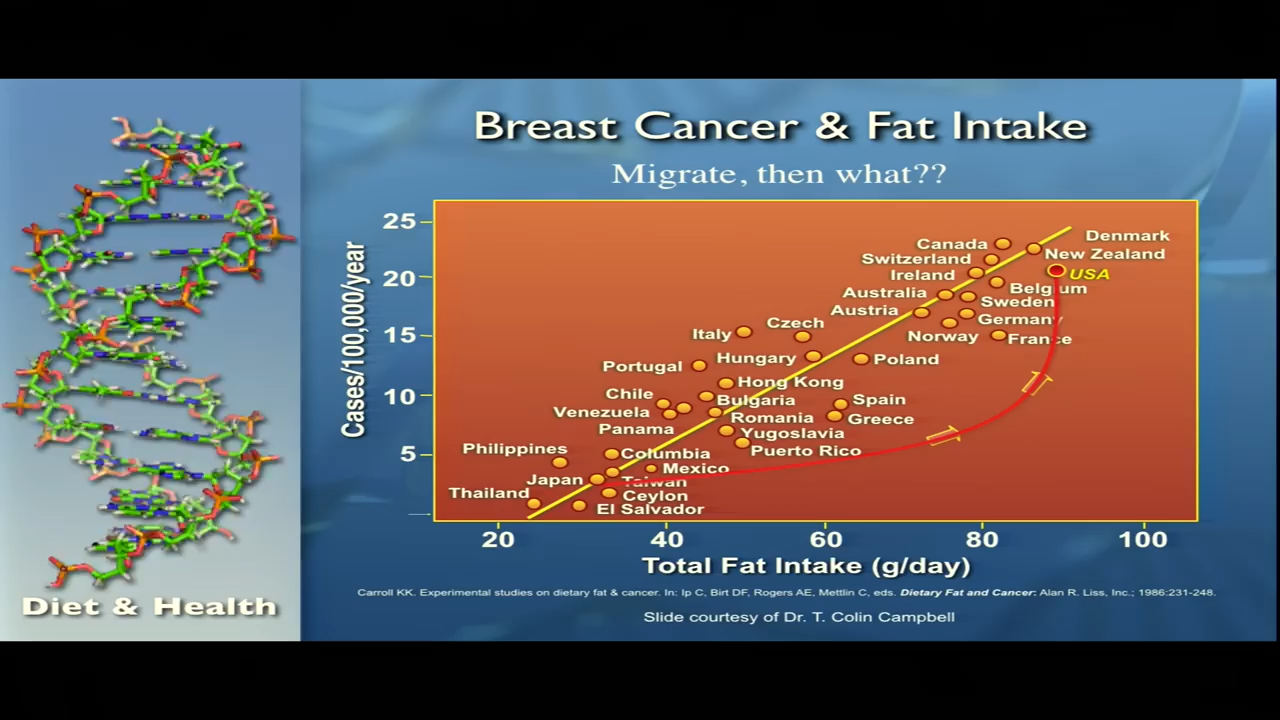 Breast Cancer & Fat Intake
Migrate, then what??
Cases/100,000/year
25
20
15
10
5
Denmark
Canada
New Zealand
Switzerland
USA
Ireland
Belgium
Australia
Sweden
Austria
Germany
Czech
Italy
Norway
France
Hungary
Poland
Portugal
Hong Kong
Chile
Bulgaria
Spain
Venezuela
Romania
Greece
Panama
Yugoslavia
Philippines
Puerto Rico
Columbia
Mexico
Japan
Taiwan
Thailand
Ceylon
El Salvador
20
40
60
80
100
Total Fat Intake (g/day)
Carroll KK. Experimental studies on dietary fat & cancer. In: Ip C, Birt DF, Rogers AE, Mettlin C, eds. Dietary Fat and Cancer: Alan R. Liss, Inc.; 1986:231-248.
Slide courtesy of Dr. T. Colin Campbell
Diet & Health